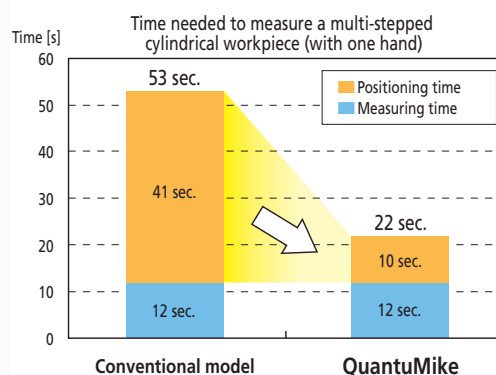 Time needed to measure a multi-stepped
cylindrical workpiece (with one hand)
Time [s]
60
50
40
30
20
10
0
Positioning time
Measuring time
53 sec.
41 sec.
12 sec.
22 sec.
10 sec.
12 sec.
Conventional model
QuantuMike